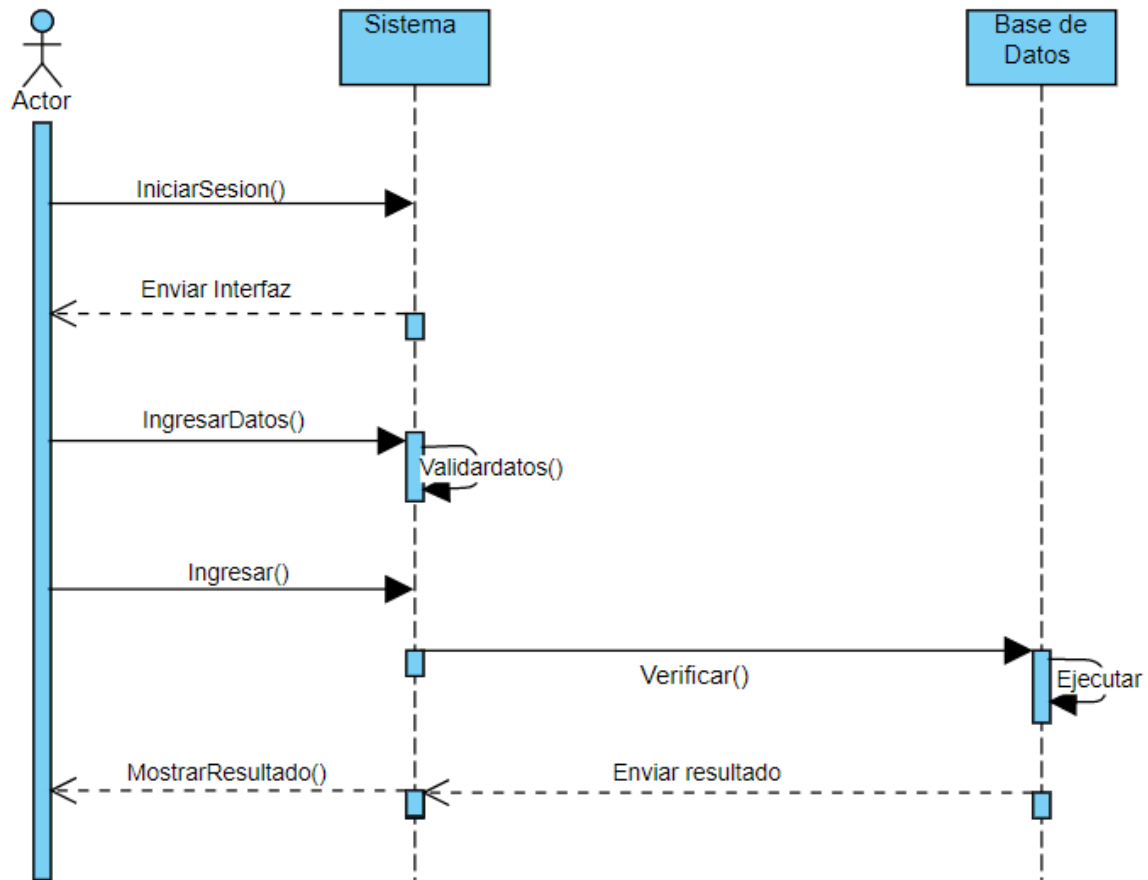 Sistema
Base de
Datos
Actor
IniciarSesion()
Enviar Interfaz
IngresarDatos()
Validardatos()
Ingresar()
Verificar()
Ejecutar
MostrarResultado()
Enviar resultado